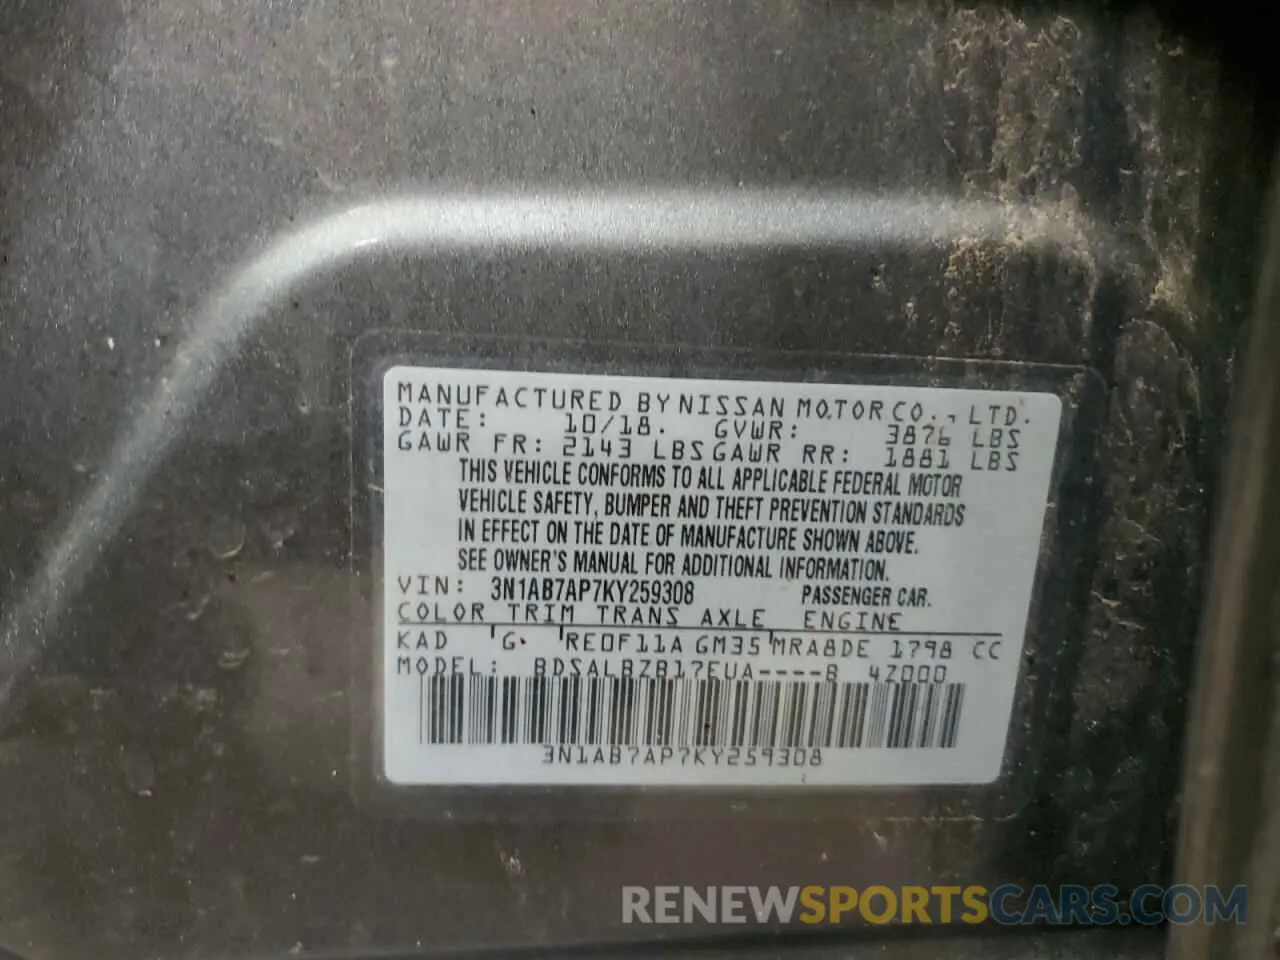 MANUFACTURED BY NISSAN MOTOR CO., LTD.
DATE: 10/18. GVWR: 3876 LBS
GAWR FR: 2143 LBS GAWR RR: 1881 LBS
THIS VEHICLE CONFORMS TO ALL APPLICABLE FEDERAL MOTOR
VEHICLE SAFETY, BUMPER AND THEFT PREVENTION STANDARDS
IN EFFECT ON THE DATE OF MANUFACTURE SHOWN ABOVE.
SEE OWNER'S MANUAL FOR ADDITIONAL INFORMATION.
VIN: 3N1AB7AP7KY259308 PASSENGER CAR.
COLOR TRIM TRANS AXLE ENGINE
KAD G RE0F11A GM35 MRA8DE 1798 CC
MODEL: BDSALBZB17EUA----B 4Z000
3N1AB7AP7KY259308
RENEWSPORTSCARS.COM